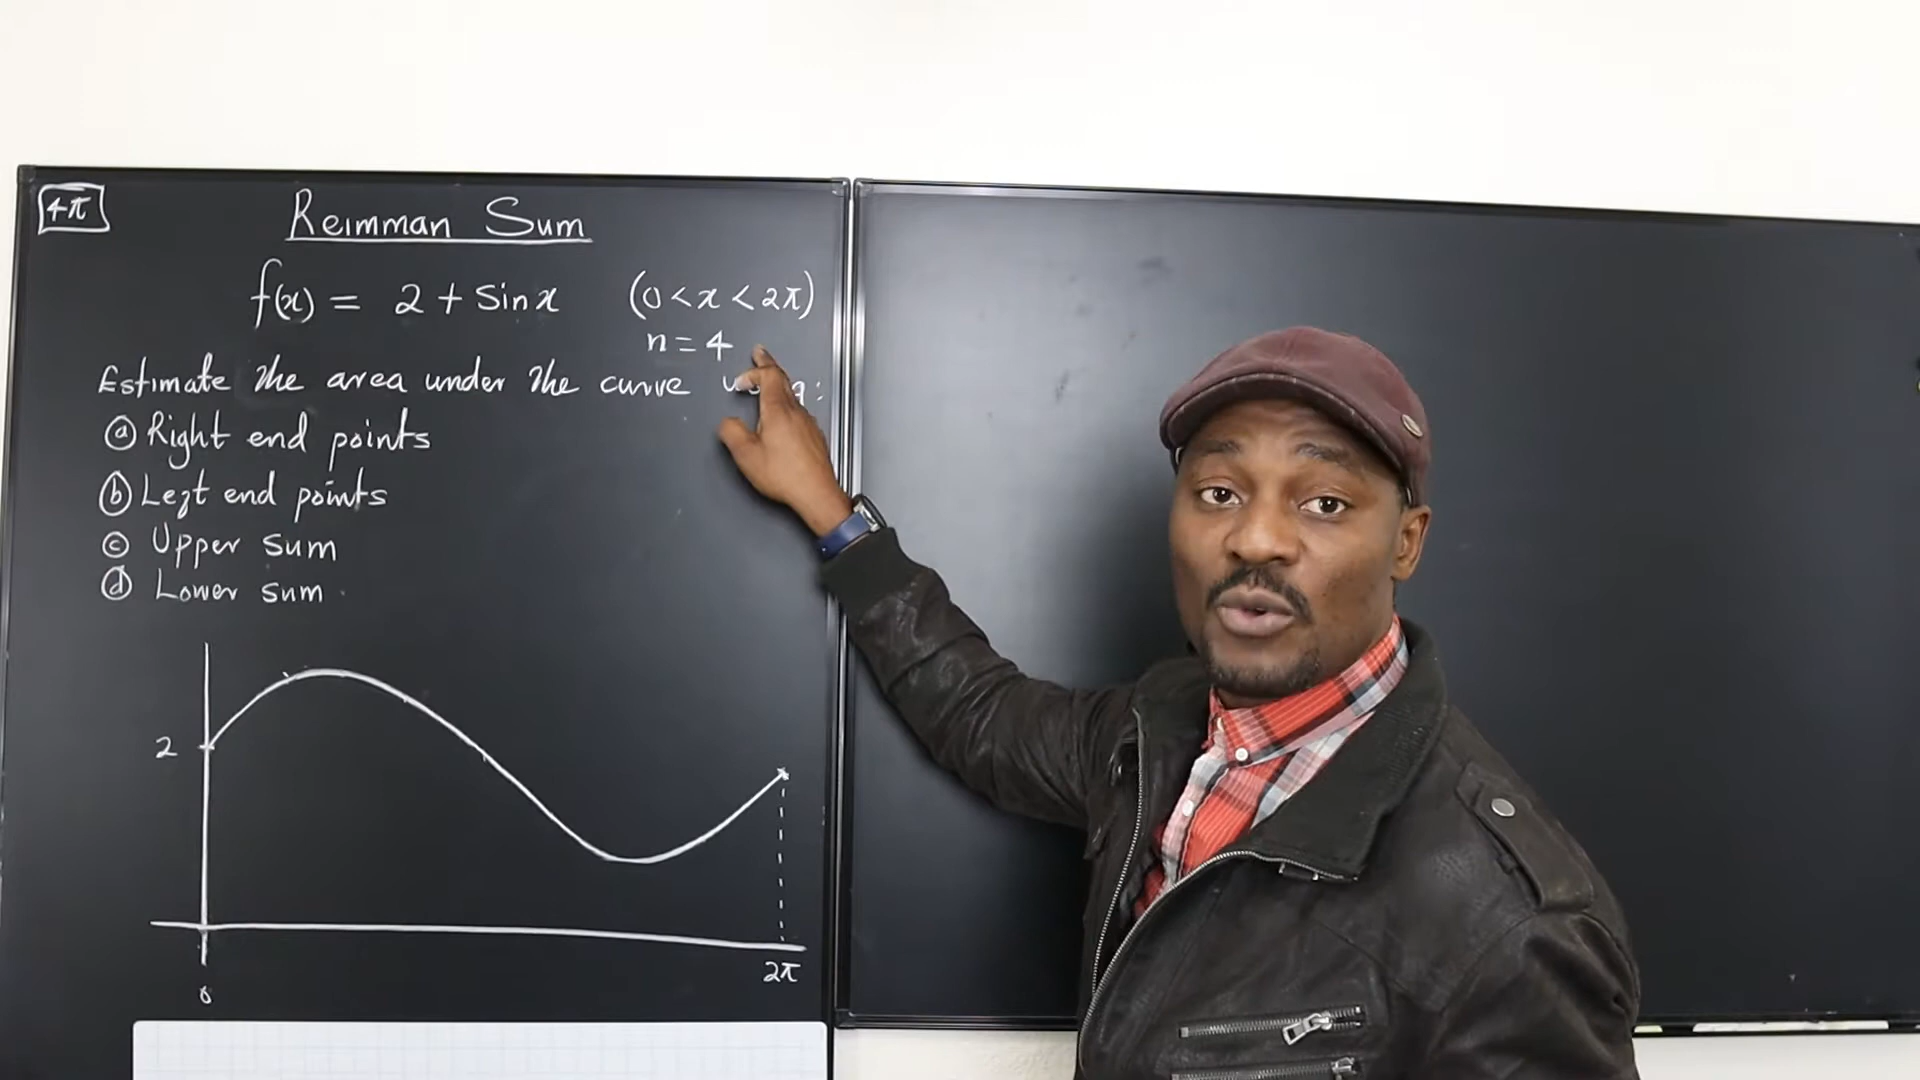 4π
Reimman Sum
f(x) = 2 + Sinx (0 < x < 2π)
n = 4
Estimate the area under the curve
ⓐ Right end points
ⓑ Left end points
ⓒ Upper sum
ⓓ Lower sum
2
2π
0